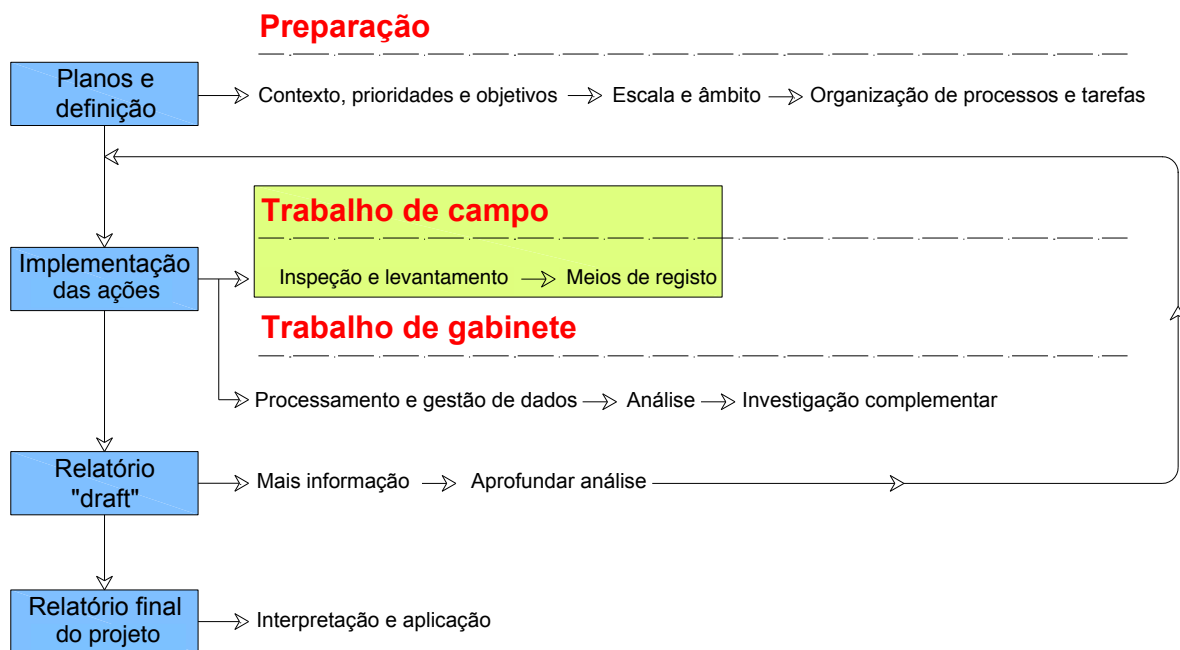 Preparação
Planos e
definição
Contexto, prioridades e objetivos
Escala e âmbito
Organização de processos e tarefas
Trabalho de campo
Implementação
das ações
Inspeção e levantamento
Meios de registo
Trabalho de gabinete
Processamento e gestão de dados
Análise
Investigação complementar
Relatório
"draft"
Mais informação
Aprofundar análise
Relatório final
do projeto
Interpretação e aplicação